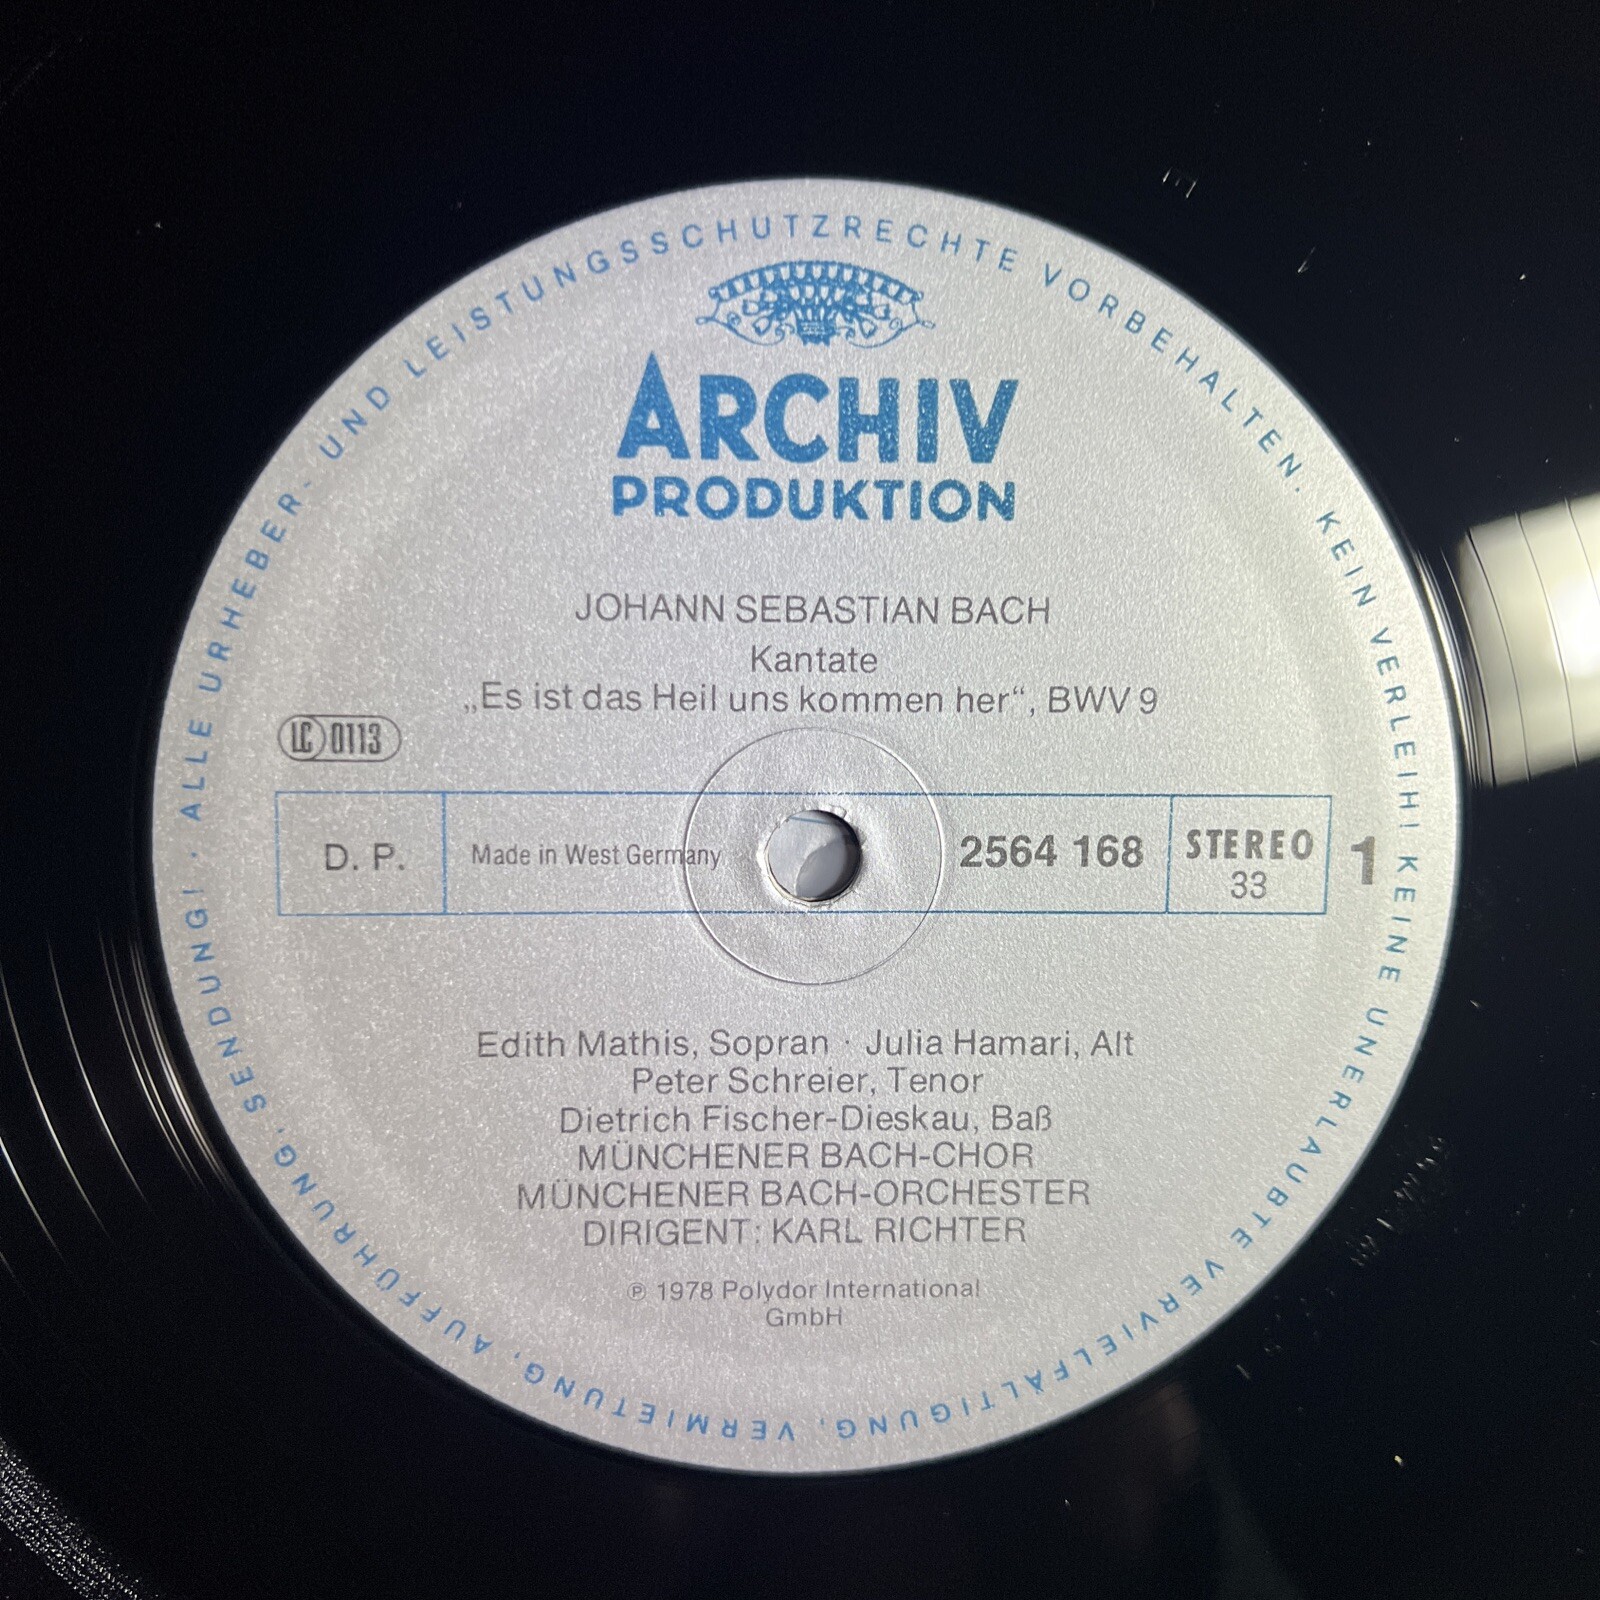 ALLE URHEBER- UND LEISTUNGSSCHUTZRECHTE VORBEHALTEN. KEIN VERLEIH! KEINE UNERLAUBTE VERVIELFÄLTIGUNG, VERMIETUNG, AUFFÜHRUNG, SENDUNG! ·
ARCHIV
PRODUKTION
JOHANN SEBASTIAN BACH
Kantate
„Es ist das Heil uns kommen her“, BWV 9
LC 0113
D. P. Made in West Germany 2564 168 STEREO 1
33
Edith Mathis, Sopran · Julia Hamari, Alt
Peter Schreier, Tenor
Dietrich Fischer-Dieskau, Baß
MÜNCHENER BACH-CHOR
MÜNCHENER BACH-ORCHESTER
DIRIGENT: KARL RICHTER
℗ 1978 Polydor International
GmbH